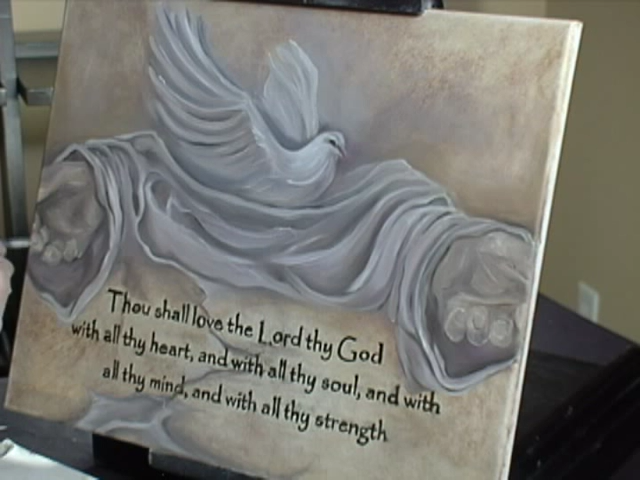 Thou shall love the Lord thy God
with all thy heart, and with all thy soul, and with
all thy mind, and with all thy strength